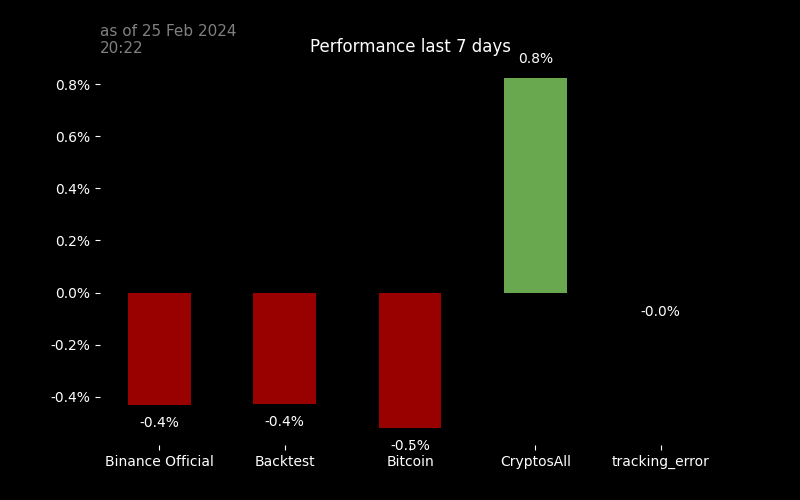 as of 25 Feb 2024
20:22
Performance last 7 days
0.8%
0.8%
0.6%
0.4%
0.2%
0.0%
-0.0%
-0.2%
-0.4%
-0.4%
-0.4%
-0.5%
Binance Official
Backtest
Bitcoin
CryptosAll
tracking_error